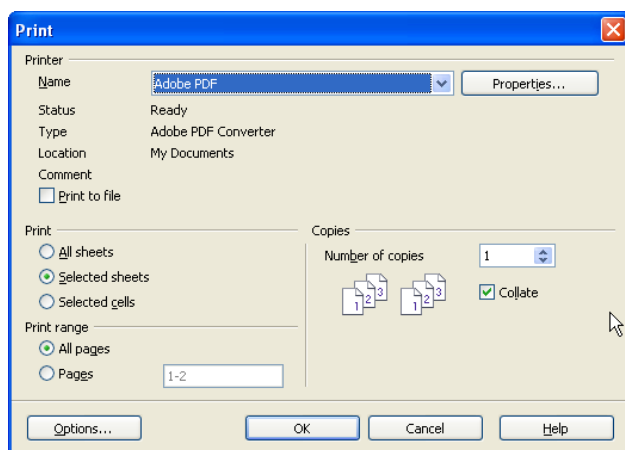 Print
Printer
Name Adobe PDF Properties...
Status Ready
Type Adobe PDF Converter
Location My Documents
Comment
Print to file
Print
All sheets
Selected sheets
Selected cells
Print range
All pages
Pages 1-2
Copies
Number of copies 1
1 2 3 1 2 3
Collate
Options... OK Cancel Help